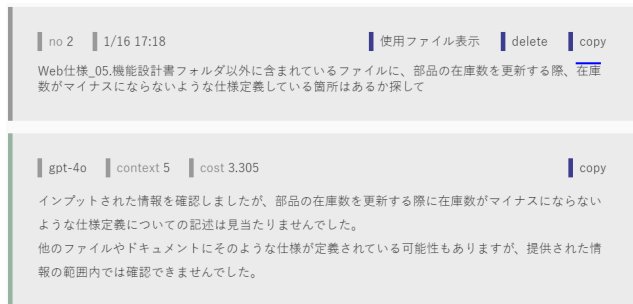 no 2 1/16 17:18 使用ファイル表示 delete copy
Web仕様_05.機能設計書フォルダ以外に含まれているファイルに、部品の在庫数を更新する際、在庫
数がマイナスにならないような仕様定義している箇所はあるか探して
gpt-4o context 5 cost 3.305 copy
インプットされた情報を確認しましたが、部品の在庫数を更新する際に在庫数がマイナスにならない
ような仕様定義についての記述は見当たりませんでした。
他のファイルやドキュメントにそのような仕様が定義されている可能性もありますが、提供された情
報の範囲内では確認できませんでした。